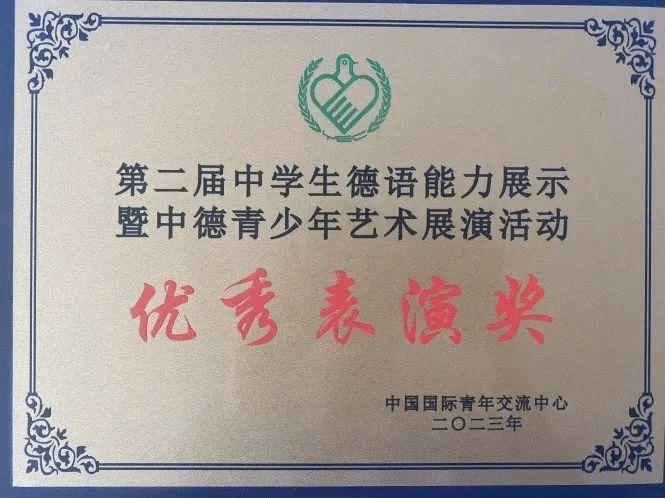 第二届中学生德语能力展示
暨中德青少年艺术展演活动
优秀表演奖
中国国际青年交流中心
二〇二三年